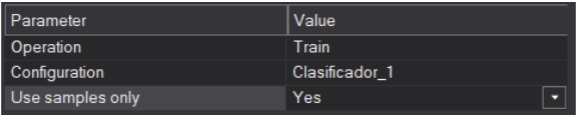 Parameter Value
Operation Train
Configuration Clasificador_1
Use samples only Yes